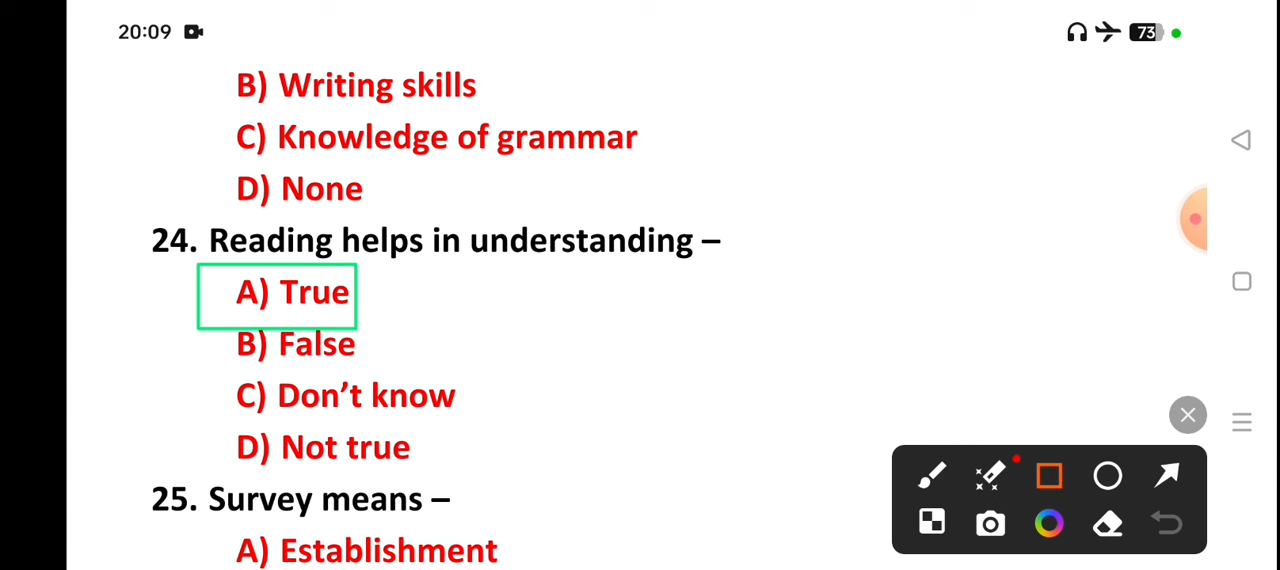 20:09
73
B) Writing skills
C) Knowledge of grammar
D) None
24. Reading helps in understanding –
A) True
B) False
C) Don’t know
D) Not true
25. Survey means –
A) Establishment